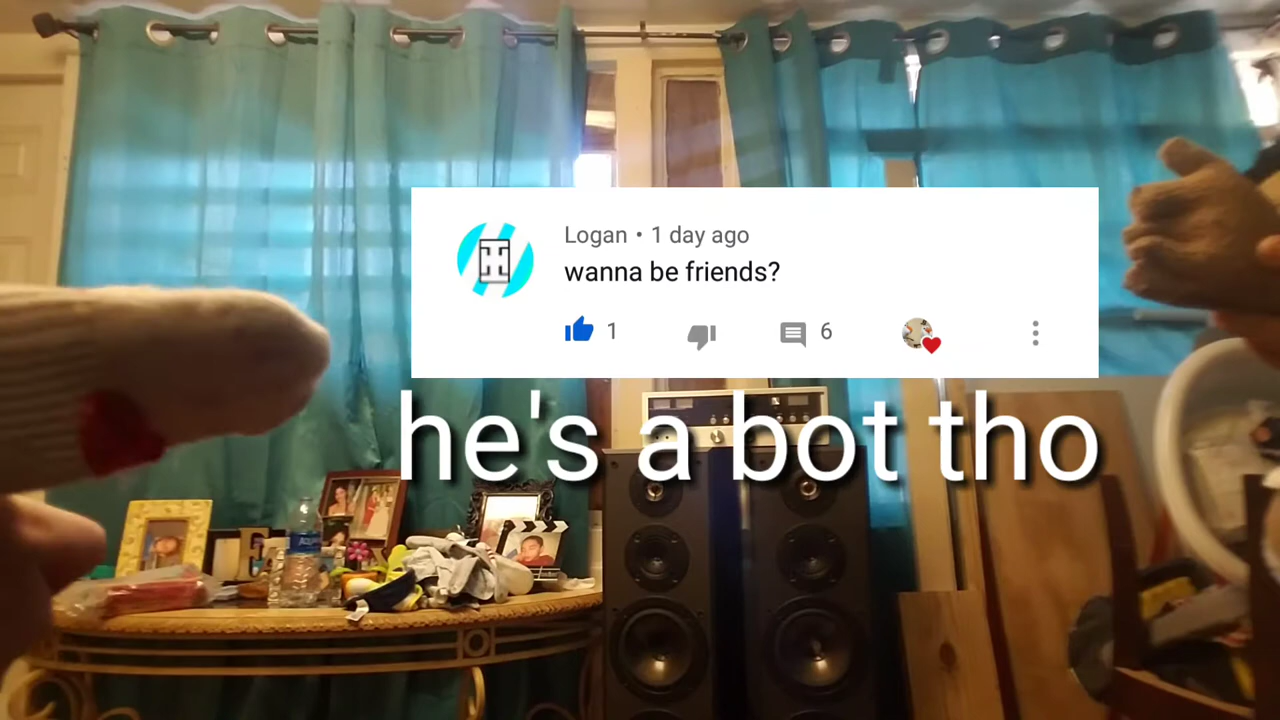 Logan • 1 day ago
wanna be friends?
1 6
he's a bot tho